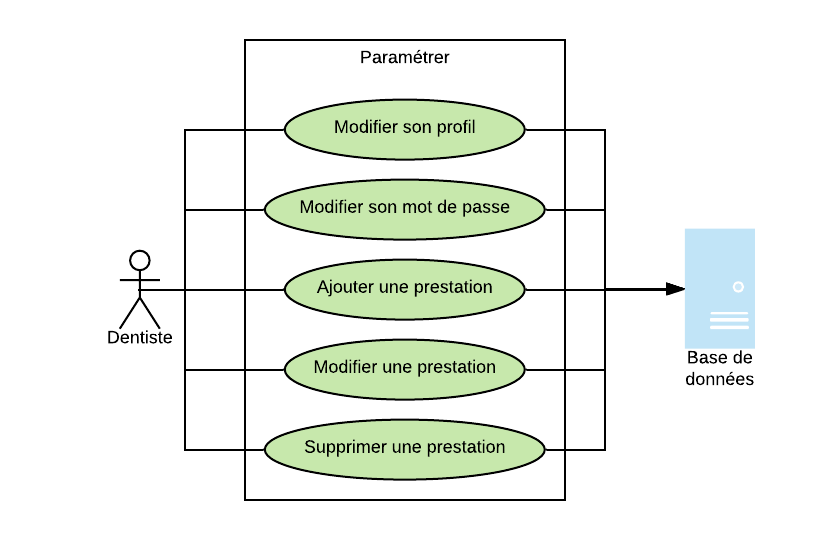 Paramétrer
Modifier son profil
Modifier son mot de passe
Ajouter une prestation
Dentiste
Modifier une prestation
Supprimer une prestation
Base de
données